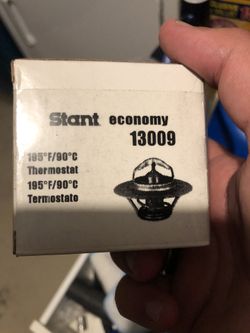 Stant economy
13009
195°F/90°C
Thermostat
195°F/90°C
Termostato